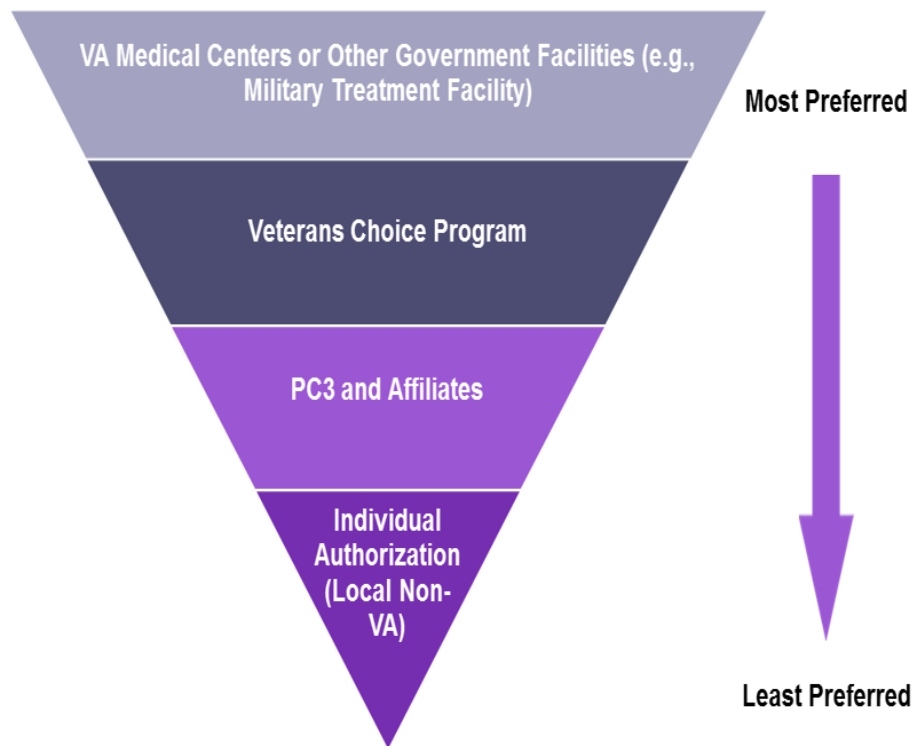 VA Medical Centers or Other Government Facilities (e.g.,
Military Treatment Facility)
Most Preferred
Veterans Choice Program
PC3 and Affiliates
Individual
Authorization
(Local Non-
VA)
Least Preferred